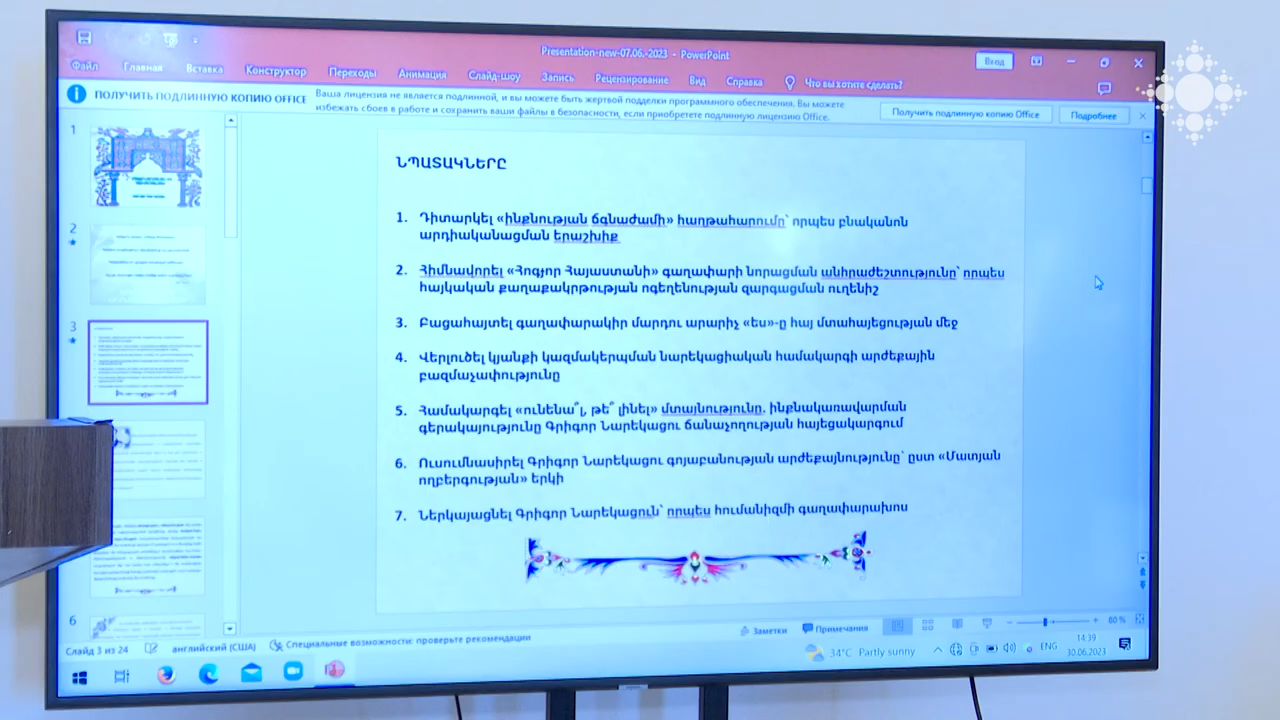 Presentation-new-07.06.-2023 - PowerPoint
Вход
Файл Главная Вставка Конструктор Переходы Анимация Слайд-шоу Запись Рецензирование Вид Справка Что вы хотите сделать?
ПОЛУЧИТЬ ПОДЛИННУЮ КОПИЮ OFFICE
Ваша лицензия не является подлинной, и вы можете быть жертвой подделки программного обеспечения. Вы можете
избежать сбоев в работе и сохранить ваши файлы в безопасности, если приобретете подлинную лицензию Office.
Получить подлинную копию Office
Подробнее
1
2
3
6
ՆՊԱՏԱԿՆԵՐԸ
1. Դիտարկել «ինքնության ճգնաժամի» հաղթահարումը՝ որպես բնականոն
արդիականացման երաշխիք
2. Հիմնավորել «Հոգչոր Հայաստանի» գաղափարի նորացման անհրաժեշտությունը՝ որպես
հայկական քաղաքակրթության ոգեղենության զարգացման ուղենիշ
3. Բացահայտել գաղափարակիր մարդու արարիչ «ես»-ը հայ մտահայեցության մեջ
4. Վերլուծել կյանքի կազմակերպման նարեկացիական համակարգի արժեքային
բազմաչափությունը
5. Համակարգել «ունենա՞լ, թե՞ լինել» մտայնությունը. ինքնակառավարման
գերակայությունը Գրիգոր Նարեկացու ճանաչողության հայեցակարգում
6. Ուսումնասիրել Գրիգոր Նարեկացու գոյաբանության արժեքայնությունը՝ ըստ «Մատյան
ողբերգության» երկի
7. Ներկայացնել Գրիգոր Նարեկացուն՝ որպես հումանիզմի գաղափարախոս
Слайд 3 из 24
английский (США)
Специальные возможности: проверьте рекомендации
Заметки
Примечания
80 %
34°C Partly sunny
ENG
14:39
30.06.2023